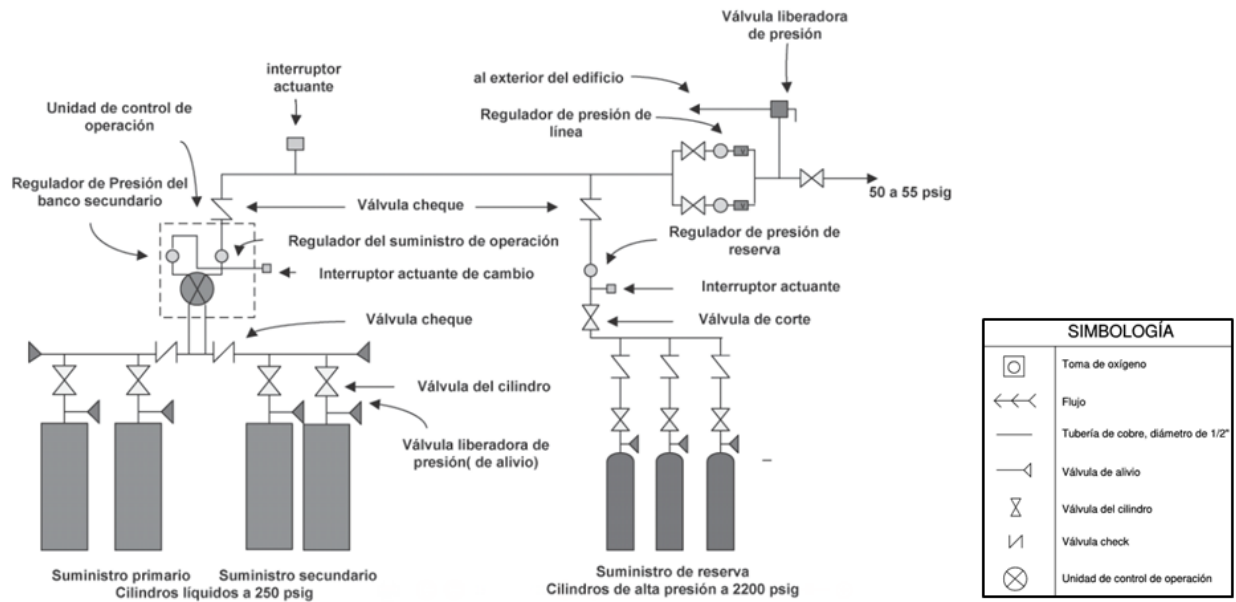 Válvula liberadora
de presión
interruptor
actuante
al exterior del edificio
Unidad de control de
operación
Regulador de presión de
línea
Regulador de Presión del
banco secundario
50 a 55 psig
Válvula cheque
Regulador del suministro de operación
Regulador de presión de
reserva
Interruptor actuante de cambio
Interruptor actuante
Válvula cheque
Válvula de corte
Válvula del cilindro
Válvula liberadora de
presión( de alivio)
Suministro primario
Suministro secundario
Cilindros líquidos a 250 psig
Suministro de reserva
Cilindros de alta presión a 2200 psig
SIMBOLOGÍA
Toma de oxígeno
Flujo
Tubería de cobre, diámetro de 1/2"
Válvula de alivio
Válvula del cilindro
Válvula check
Unidad de control de operación